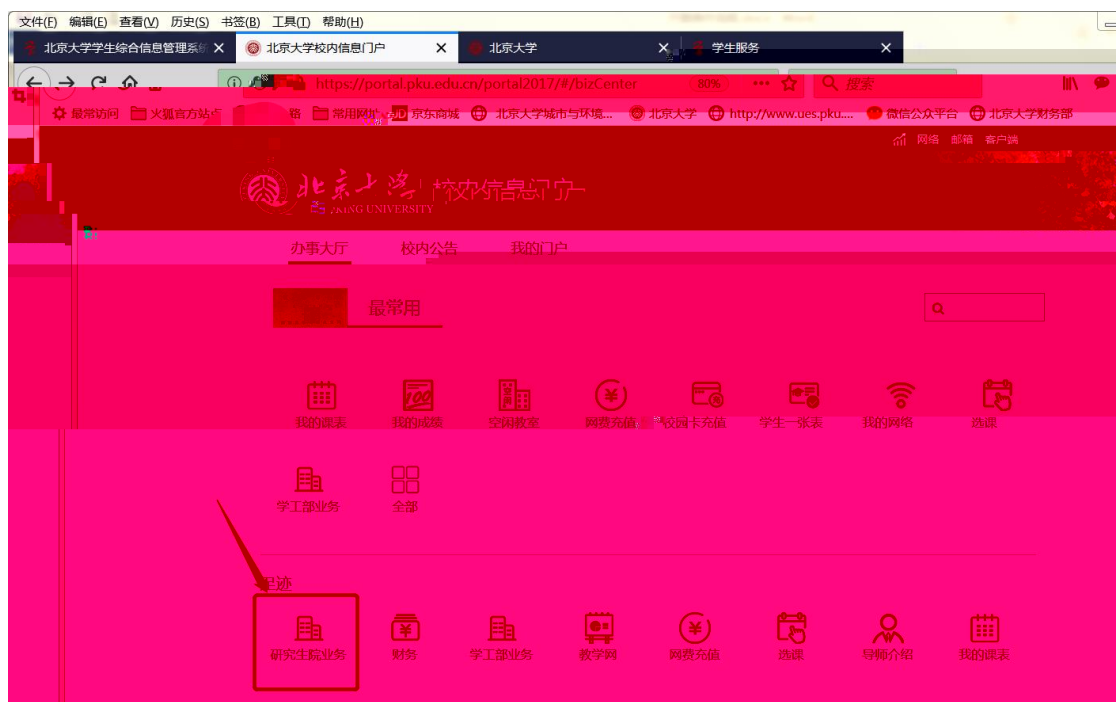 文件(F) 编辑(E) 查看(V) 历史(S) 书签(B) 工具(T) 帮助(H)
北京大学学生综合信息管理系统 北京大学校内信息门户 北京大学 学生服务
https://portal.pku.edu.cn/portal2017/#/bizCenter 80% 搜索
最常访问 火狐官方站点 常用网址 JD 京东商城 北京大学城市与环境... 北京大学 http://www.ues.pku.... 微信公众平台 北京大学财务部
网络 邮箱 客户端
北京大学 校内信息门户
PEKING UNIVERSITY
办事大厅 校内公告 我的门户
最常用
我的课表 我的成绩 空闲教室 网费充值 校园卡充值 学生一张表 我的网络 选课
学工部业务 全部
足迹
研究生院业务 财务 学工部业务 教学网 网费充值 选课 导师介绍 我的课表